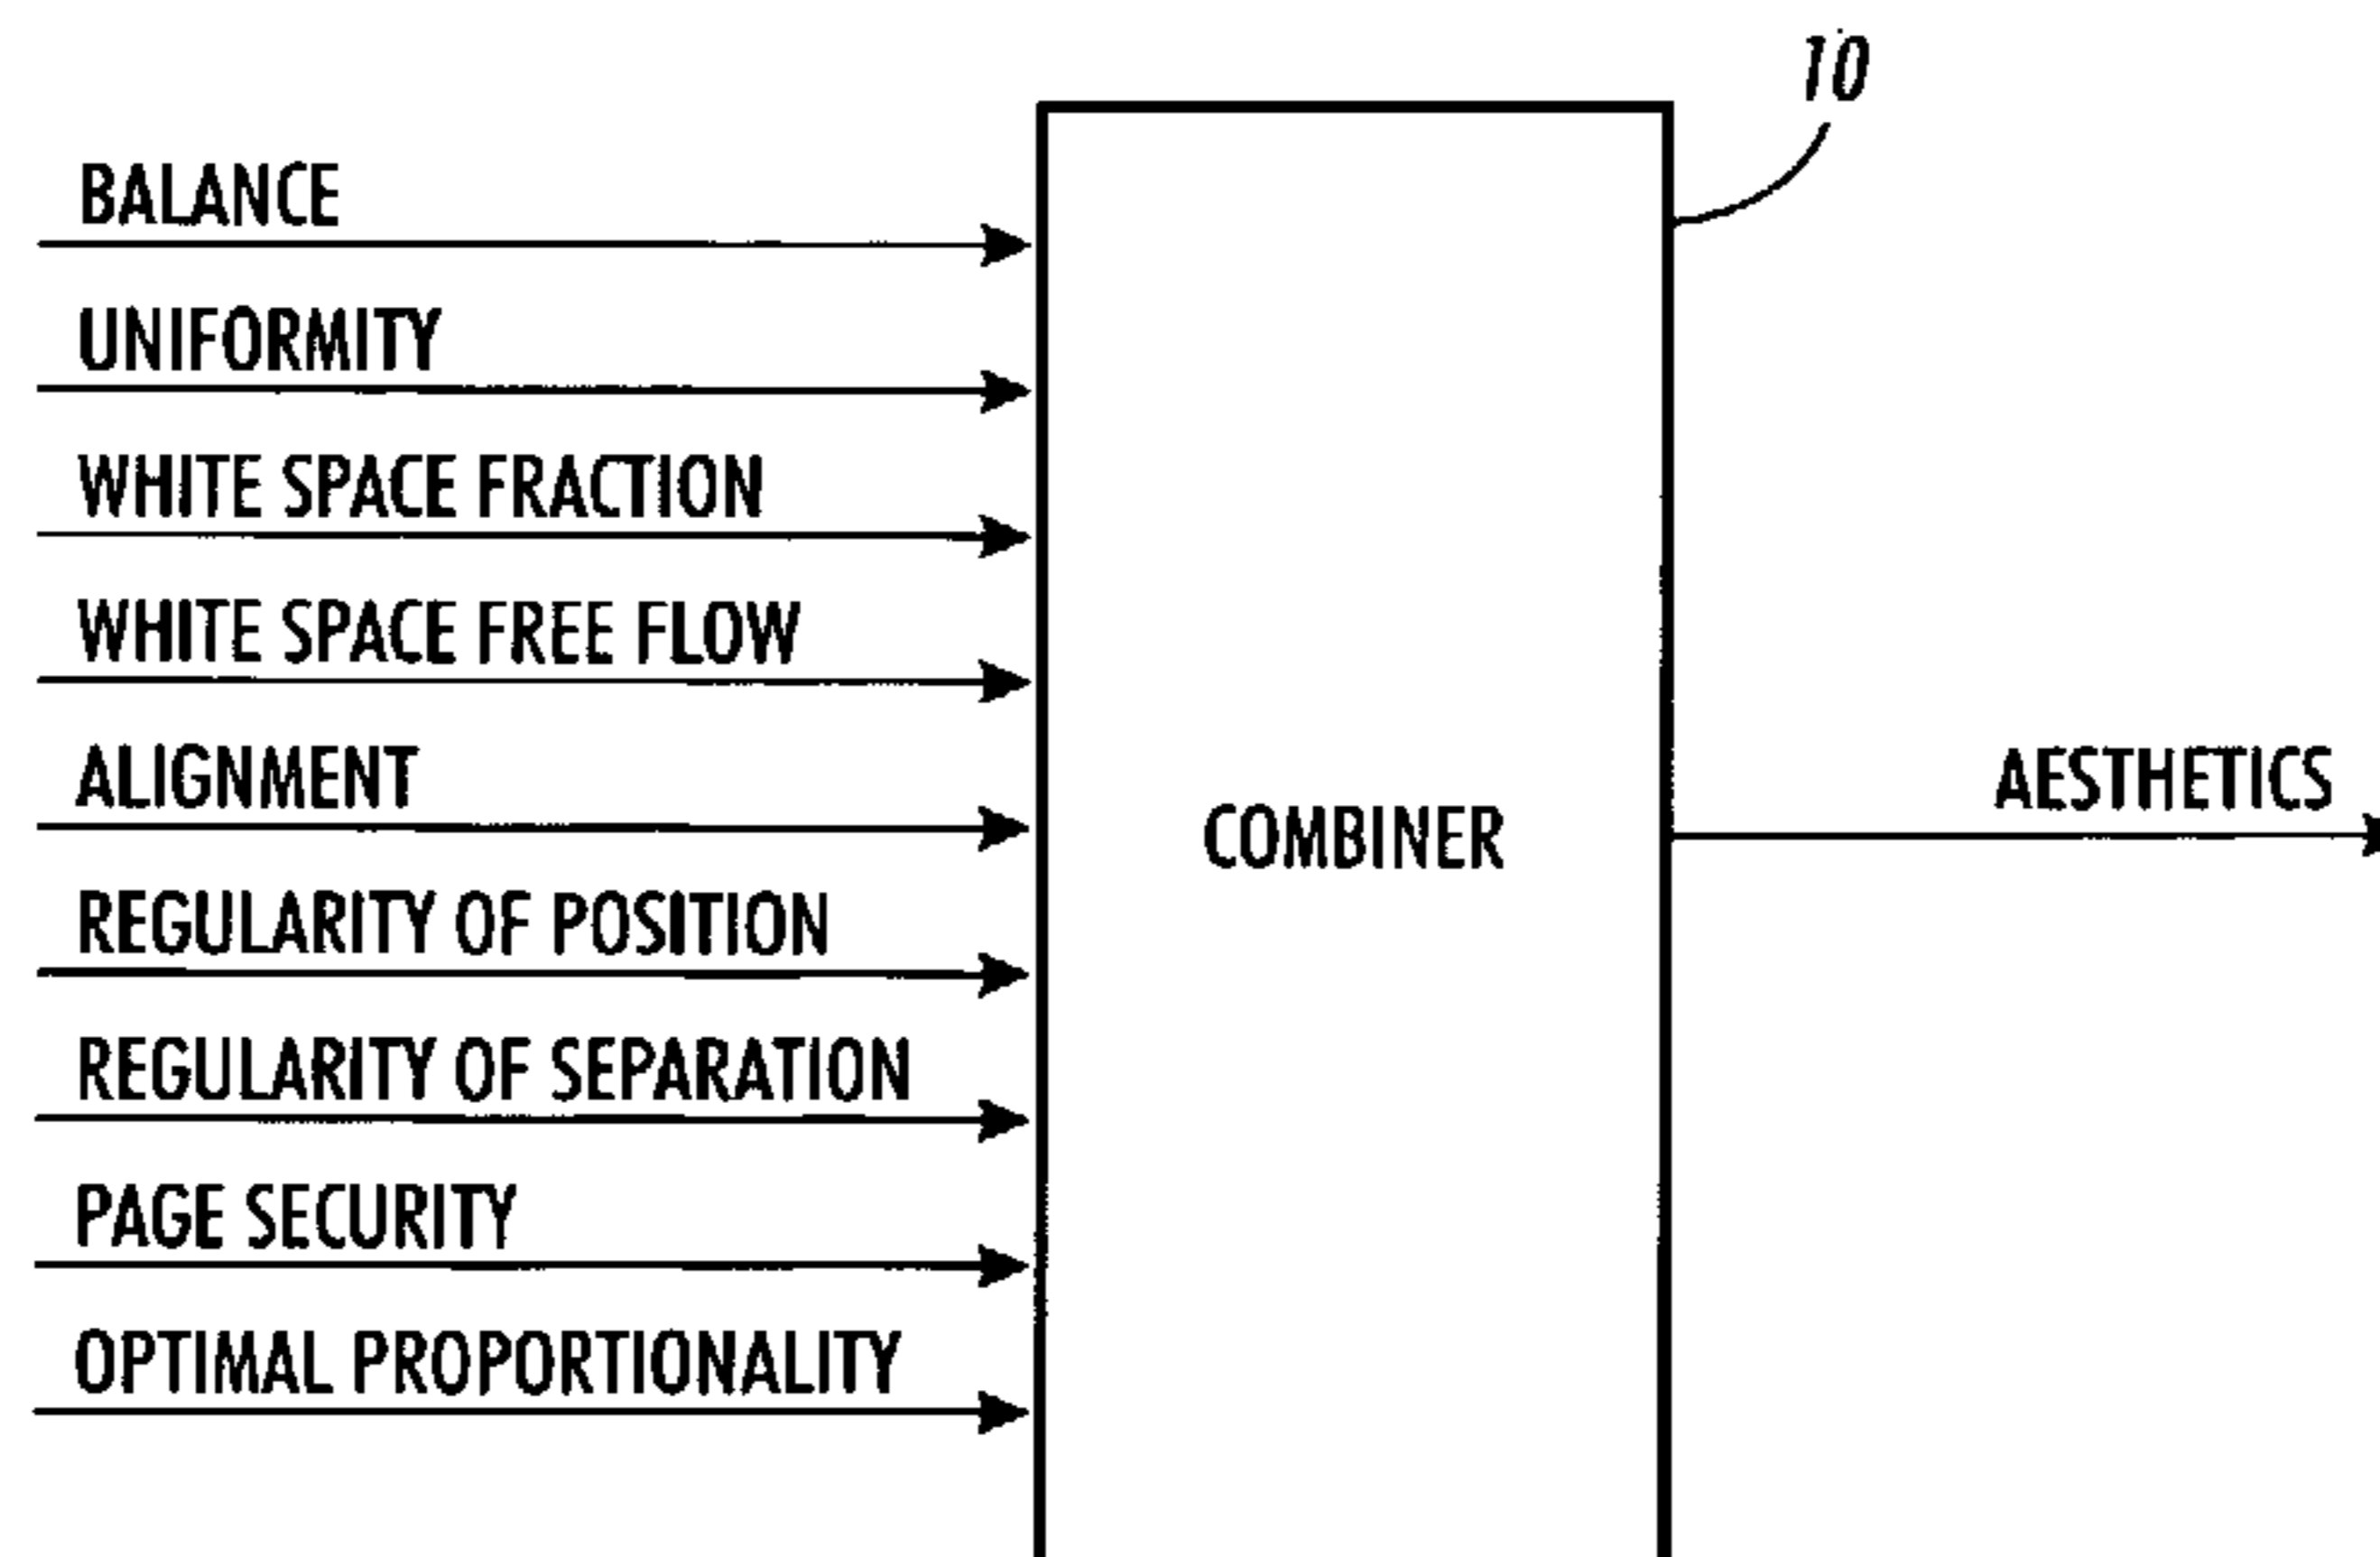 10
BALANCE
UNIFORMITY
WHITE SPACE FRACTION
WHITE SPACE FREE FLOW
ALIGNMENT
AESTHETICS
COMBINER
REGULARITY OF POSITION
REGULARITY OF SEPARATION
PAGE SECURITY
OPTIMAL PROPORTIONALITY